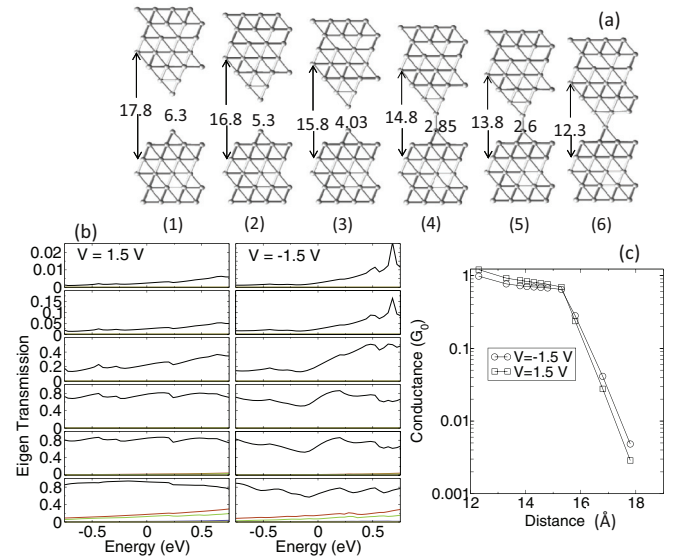 (a)
17.8 6.3 16.8 5.3 15.8 4.03 14.8 2.85 13.8 2.6 12.3
(1) (2) (3) (4) (5) (6)
(b)
V = 1.5 V V = -1.5 V
0.02
0.01
0
0.15
0.05
0
0.4
0.2
0
0.8
0.4
0
0.8
0.4
0
0.8
0.4
0
Eigen Transmission
-0.5 0 0.5 -0.5 0 0.5
Energy (eV) Energy (eV)
(c)
1
0.1
0.01
0.001
Conductance (G0)
V=-1.5 V
V=1.5 V
12 14 16 18
Distance (Å)